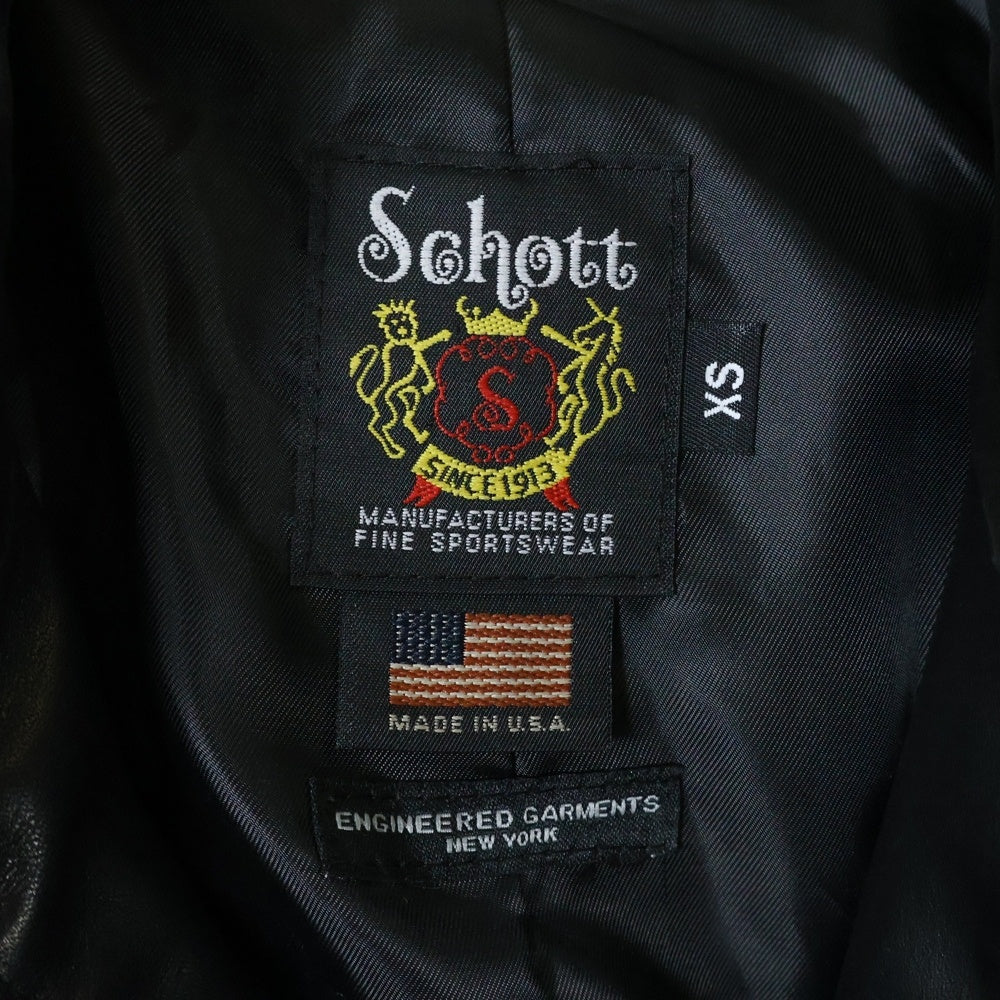 Schott
S
SINCE 1913
MANUFACTURERS OF
FINE SPORTSWEAR
XS
MADE IN U.S.A.
ENGINEERED GARMENTS
NEW YORK